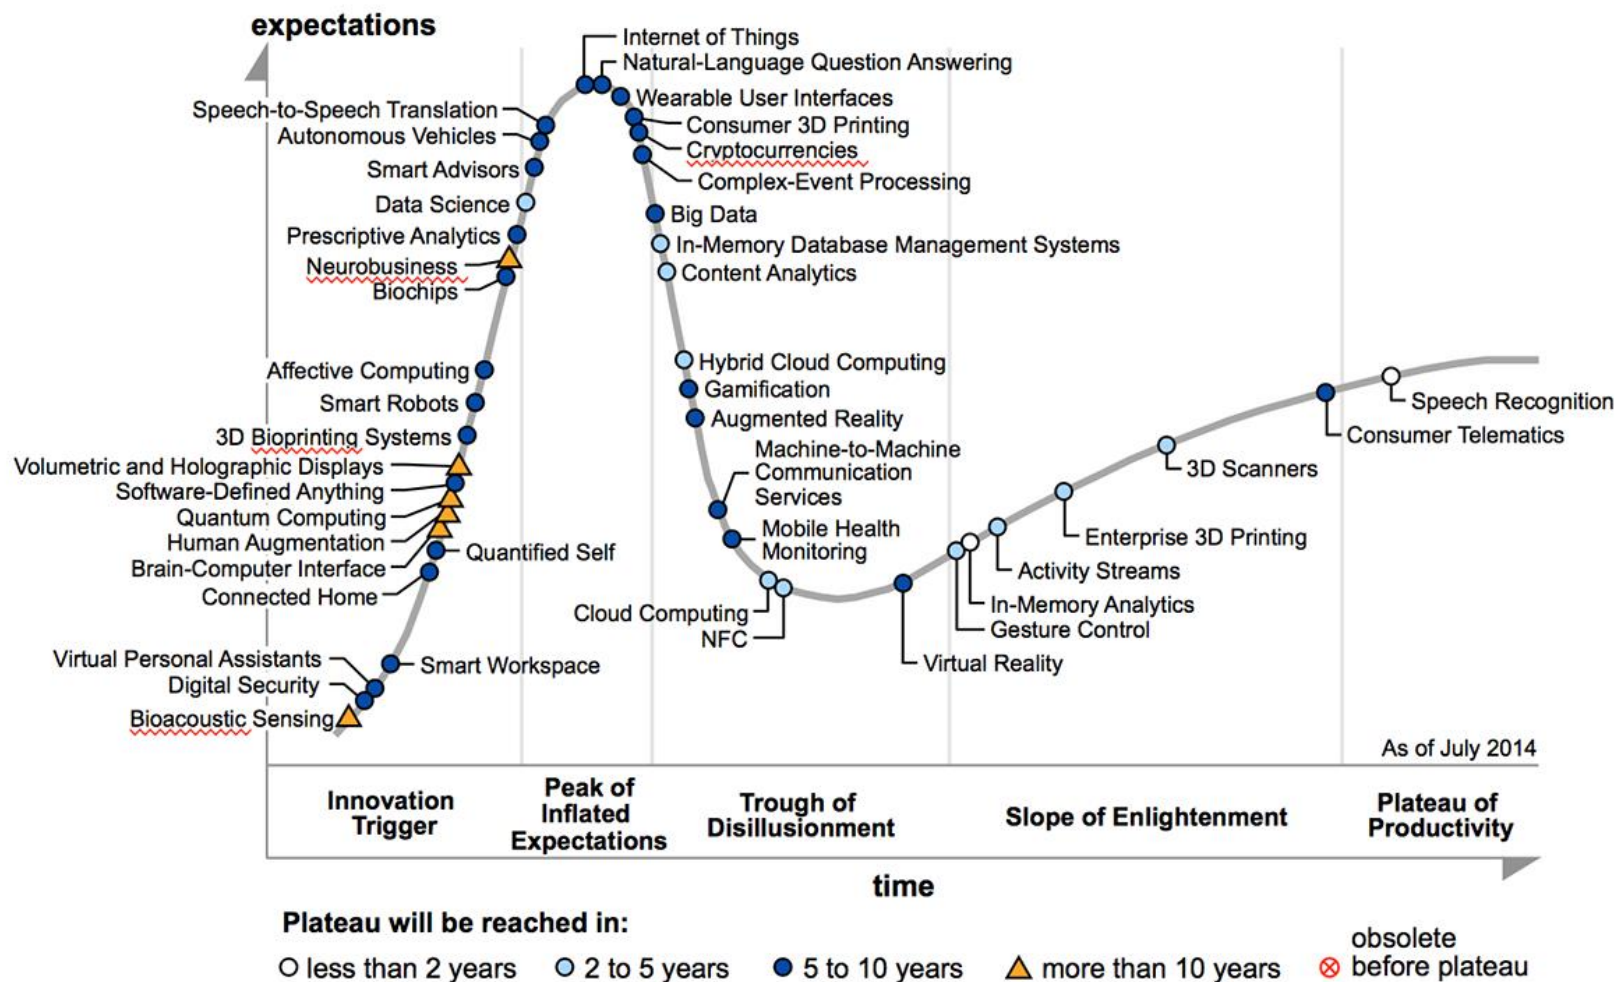 expectations
Internet of Things
Natural-Language Question Answering
Wearable User Interfaces
Consumer 3D Printing
Cryptocurrencies
Complex-Event Processing
Speech-to-Speech Translation
Autonomous Vehicles
Smart Advisors
Data Science
Prescriptive Analytics
Neurobusiness
Biochips
Big Data
In-Memory Database Management Systems
Content Analytics
Affective Computing
Smart Robots
3D Bioprinting Systems
Volumetric and Holographic Displays
Software-Defined Anything
Quantum Computing
Human Augmentation
Brain-Computer Interface
Connected Home
Quantified Self
Virtual Personal Assistants
Digital Security
Bioacoustic Sensing
Smart Workspace
Hybrid Cloud Computing
Gamification
Augmented Reality
Machine-to-Machine
Communication
Services
Mobile Health
Monitoring
Cloud Computing
NFC
Virtual Reality
Gesture Control
In-Memory Analytics
Activity Streams
Enterprise 3D Printing
3D Scanners
Consumer Telematics
Speech Recognition
As of July 2014
Innovation
Trigger
Peak of
Inflated
Expectations
Trough of
Disillusionment
Slope of Enlightenment
Plateau of
Productivity
time
Plateau will be reached in:
less than 2 years
2 to 5 years
5 to 10 years
more than 10 years
obsolete
before plateau